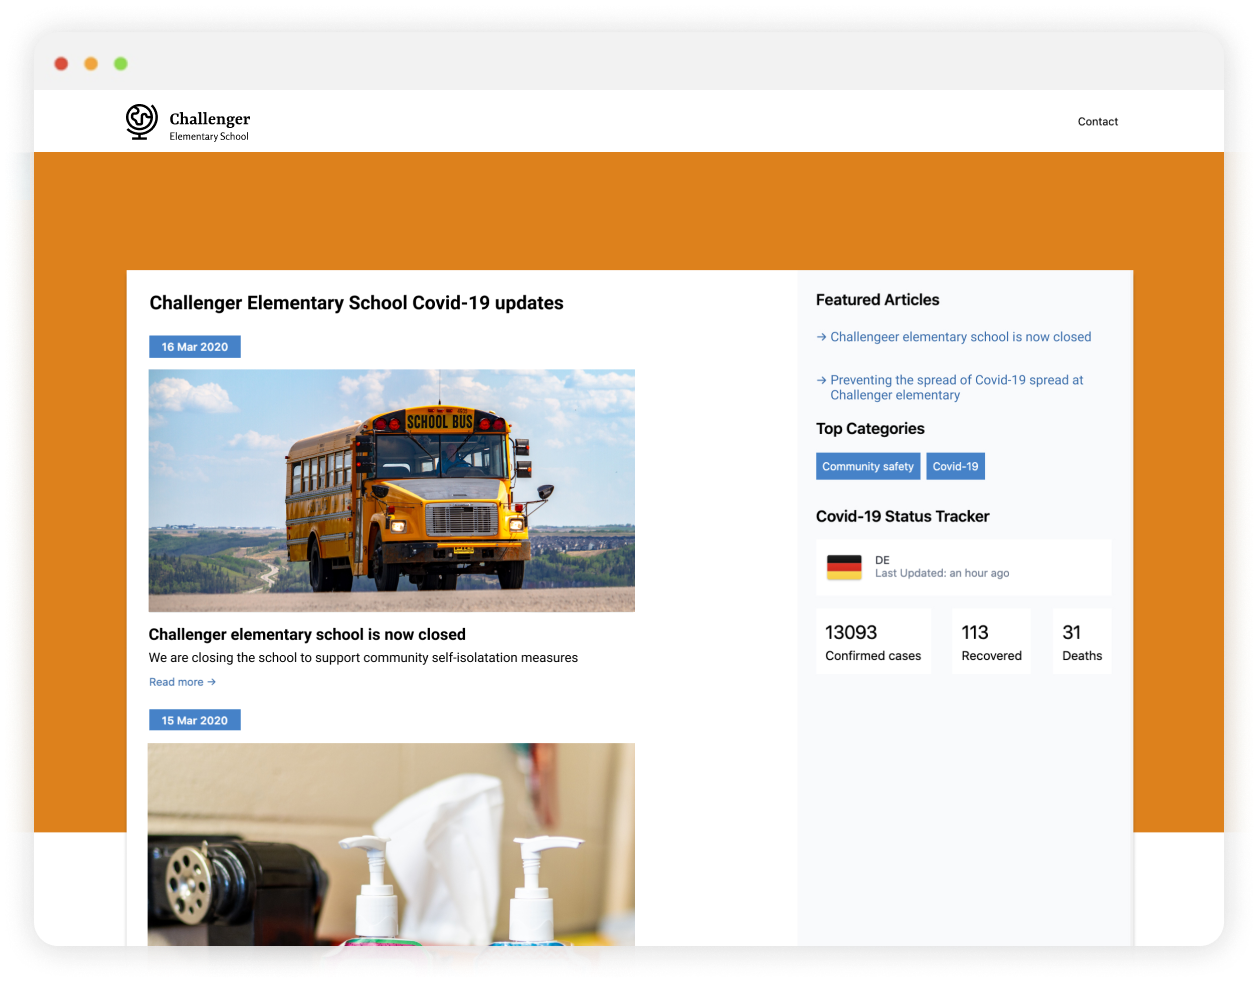 Challenger
Elementary School
Contact
Challenger Elementary School Covid-19 updates
16 Mar 2020
SCHOOL BUS
Challenger elementary school is now closed
We are closing the school to support community self-isolatation measures
Read more →
15 Mar 2020
Featured Articles
→ Challengeer elementary school is now closed
→ Preventing the spread of Covid-19 spread at
Challenger elementary
Top Categories
Community safety
Covid-19
Covid-19 Status Tracker
DE
Last Updated: an hour ago
13093
Confirmed cases
113
Recovered
31
Deaths